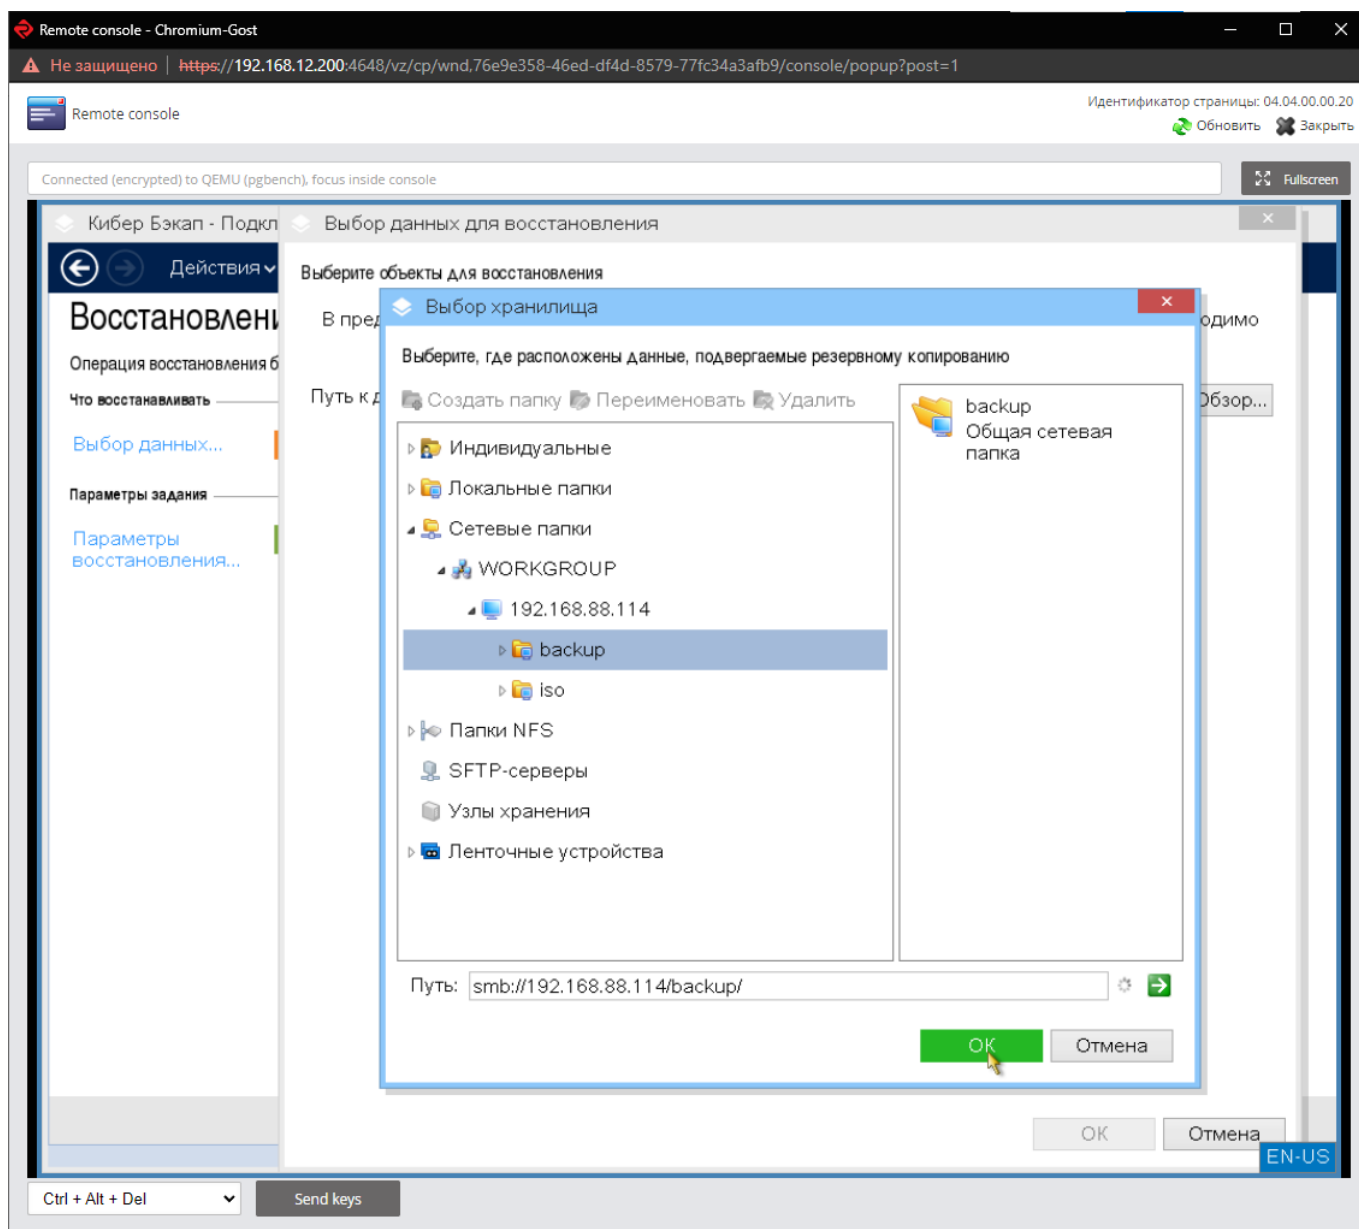 Remote console - Chromium-Gost
Не защищено | https://192.168.12.200:4648/vz/cp/wnd,76e9e358-46ed-df4d-8579-77fc34a3afb9/console/popup?post=1
Remote console
Идентификатор страницы: 04.04.00.00.20
Обновить Закрыть
Connected (encrypted) to QEMU (pgbench), focus inside console
Fullscreen
Кибер Бэкап - Подкл
Выбор данных для восстановления
Действия
Выберите объекты для восстановления
Восстановлени
В пред
одимо
Операция восстановления б
Что восстанавливать
Путь к д
Обзор...
Выбор данных...
Параметры задания
Параметры
восстановления...
Выбор хранилища
Выберите, где расположены данные, подвергаемые резервному копированию
Создать папку Переименовать Удалить
Индивидуальные
Локальные папки
Сетевые папки
WORKGROUP
192.168.88.114
backup
iso
Папки NFS
SFTP-серверы
Узлы хранения
Ленточные устройства
backup
Общая сетевая
папка
Путь: smb://192.168.88.114/backup/
OK Отмена
OK Отмена
EN-US
Ctrl + Alt + Del
Send keys